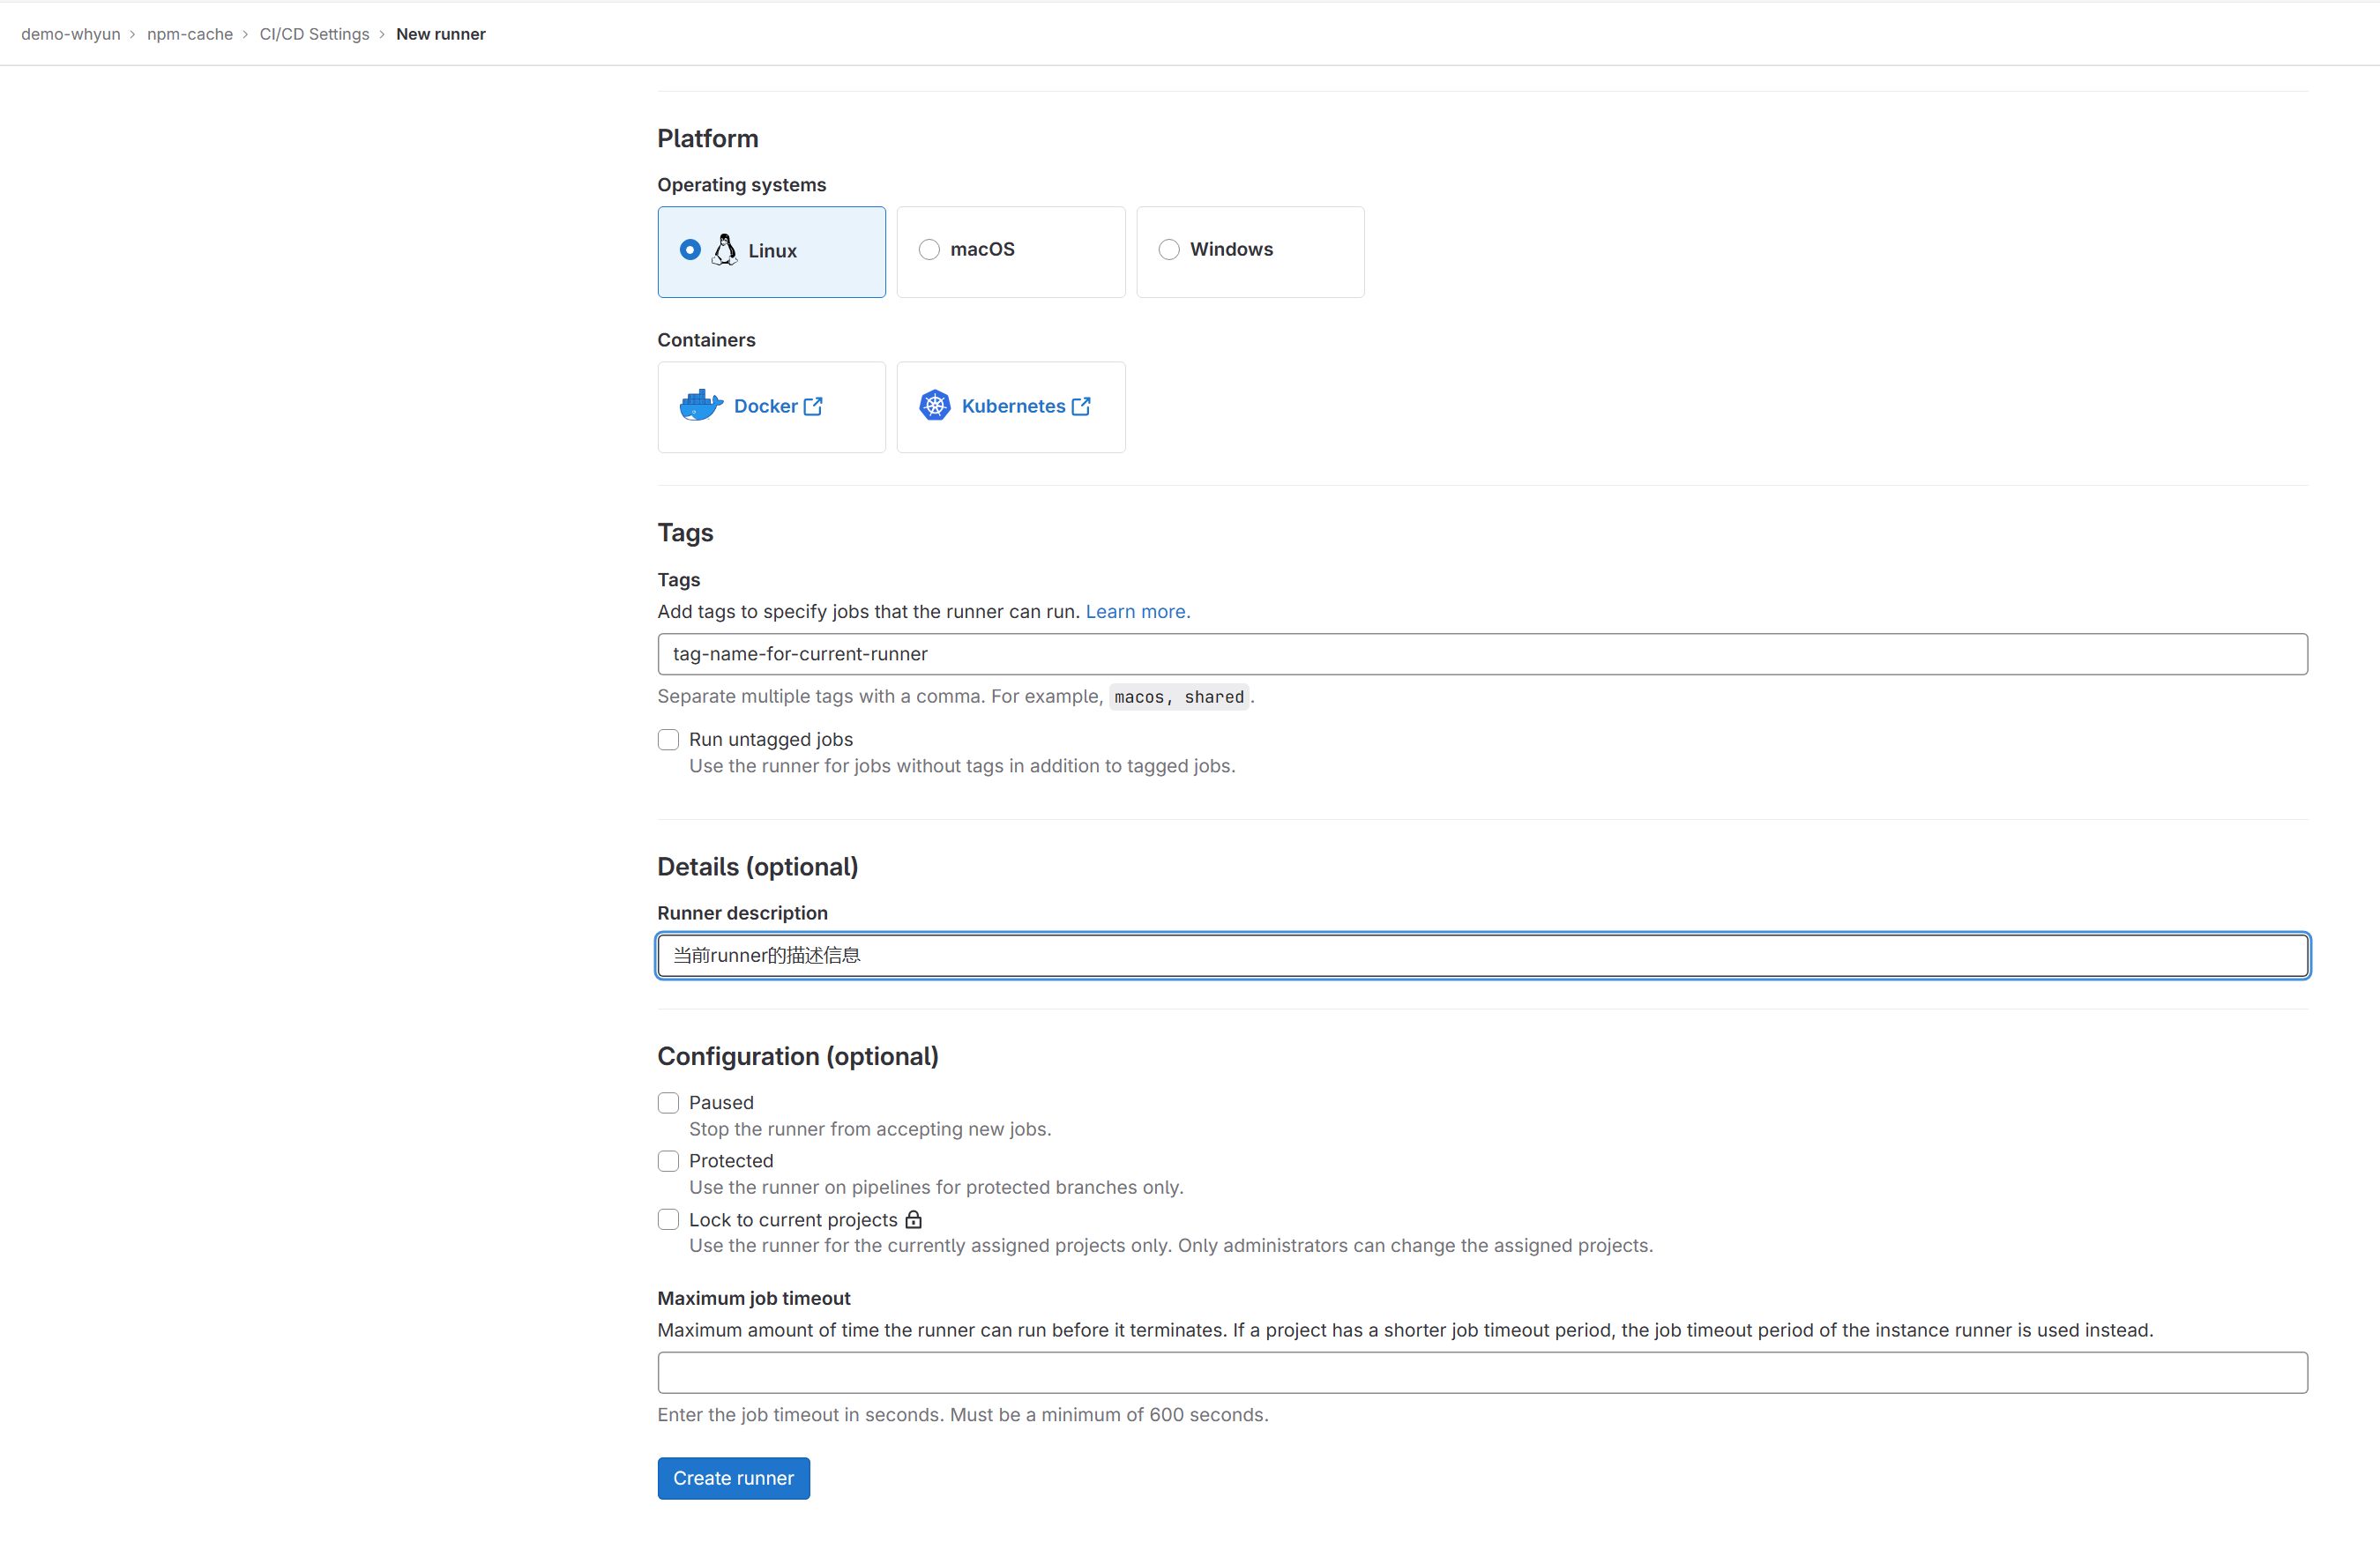 demo-whyun › npm-cache › CI/CD Settings › New runner
Platform
Operating systems
Linux
macOS
Windows
Containers
Docker
Kubernetes
Tags
Tags
Add tags to specify jobs that the runner can run. Learn more.
tag-name-for-current-runner
Separate multiple tags with a comma. For example, macos, shared.
Run untagged jobs
Use the runner for jobs without tags in addition to tagged jobs.
Details (optional)
Runner description
当前runner的描述信息
Configuration (optional)
Paused
Stop the runner from accepting new jobs.
Protected
Use the runner on pipelines for protected branches only.
Lock to current projects
Use the runner for the currently assigned projects only. Only administrators can change the assigned projects.
Maximum job timeout
Maximum amount of time the runner can run before it terminates. If a project has a shorter job timeout period, the job timeout period of the instance runner is used instead.
Enter the job timeout in seconds. Must be a minimum of 600 seconds.
Create runner